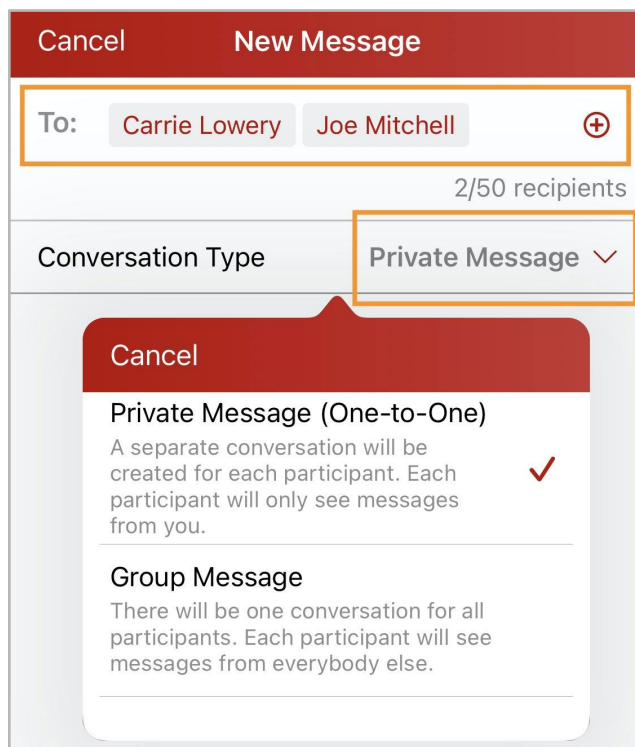 Cancel New Message
To: Carrie Lowery Joe Mitchell
2/50 recipients
Conversation Type Private Message
Cancel
Private Message (One-to-One)
A separate conversation will be
created for each participant. Each
participant will only see messages
from you.
Group Message
There will be one conversation for all
participants. Each participant will see
messages from everybody else.